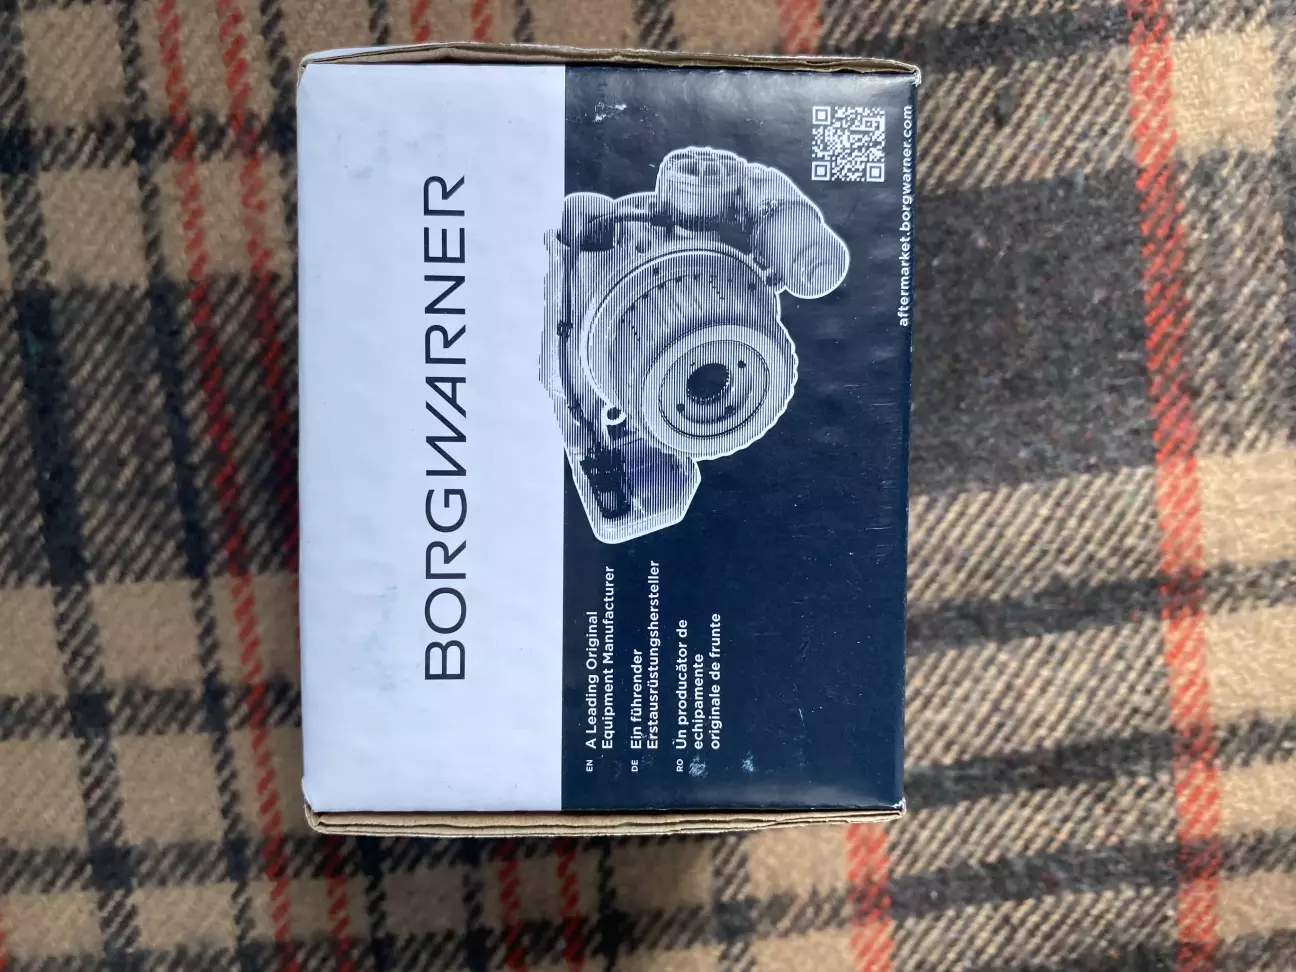 BORGWARNER
EN A Leading Original
Equipment Manufacturer
DE Ein führender
Erstausrüstungshersteller
RO Un producător de
echipamente
originale de frunte
aftermarket.borgwarner.com